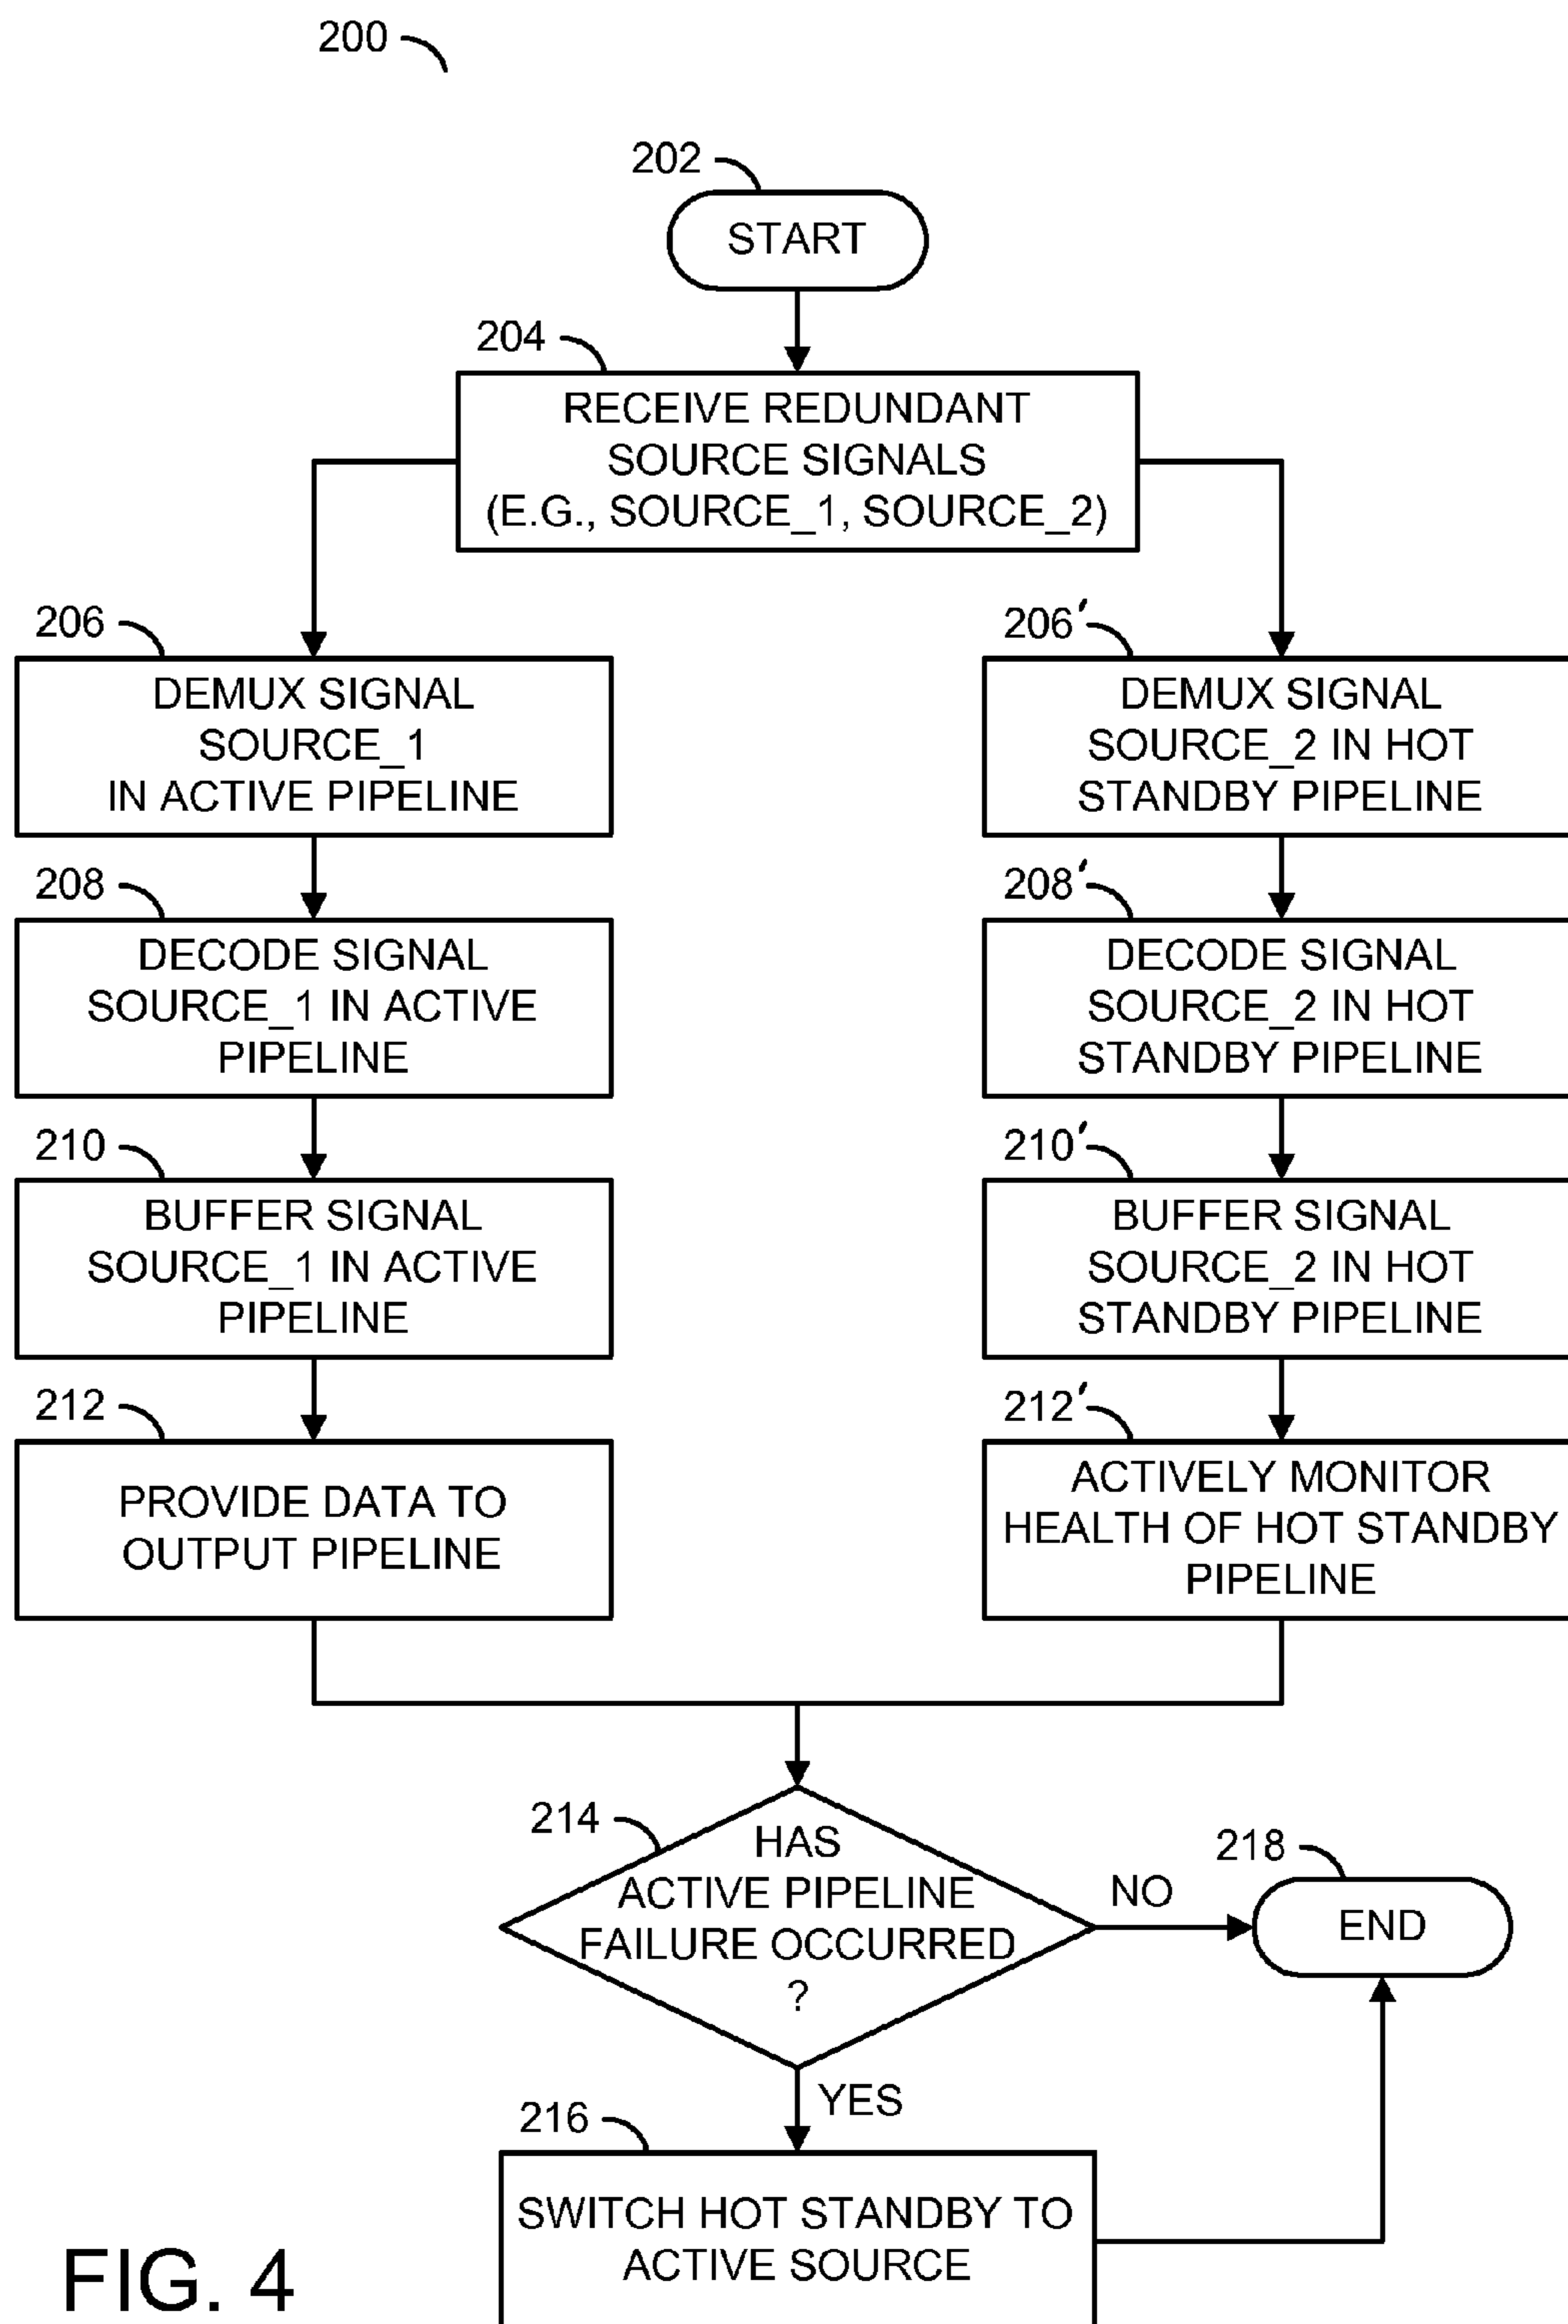 200
202
START
204
RECEIVE REDUNDANT
SOURCE SIGNALS
(E.G., SOURCE_1, SOURCE_2)
206
DEMUX SIGNAL
SOURCE_1
IN ACTIVE PIPELINE
206'
DEMUX SIGNAL
SOURCE_2 IN HOT
STANDBY PIPELINE
208
DECODE SIGNAL
SOURCE_1 IN ACTIVE
PIPELINE
208'
DECODE SIGNAL
SOURCE_2 IN HOT
STANDBY PIPELINE
210
BUFFER SIGNAL
SOURCE_1 IN ACTIVE
PIPELINE
210'
BUFFER SIGNAL
SOURCE_2 IN HOT
STANDBY PIPELINE
212
PROVIDE DATA TO
OUTPUT PIPELINE
212'
ACTIVELY MONITOR
HEALTH OF HOT STANDBY
PIPELINE
214
HAS
ACTIVE PIPELINE
FAILURE OCCURRED
?
NO
218
END
YES
216
SWITCH HOT STANDBY TO
ACTIVE SOURCE
FIG. 4